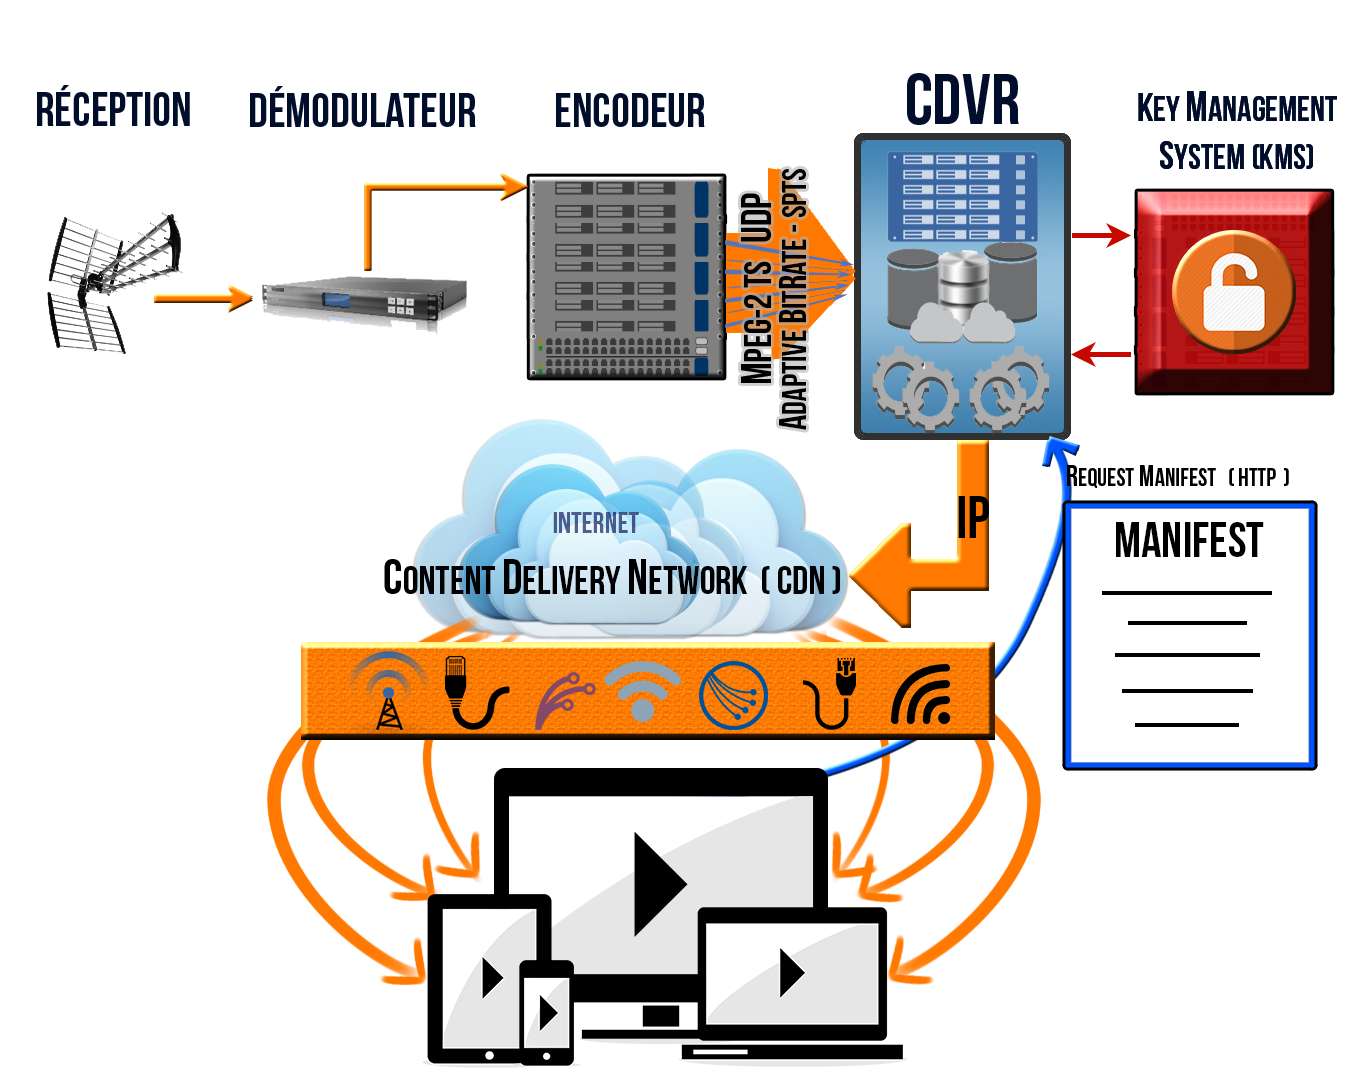 RÉCEPTION
DÉMODULATEUR
ENCODEUR
CDVR
KEY MANAGEMENT
SYSTEM (KMS)
MPEG-2 TS UDP
ADAPTIVE BITRATE - SPTS
REQUEST MANIFEST ( HTTP )
IP
MANIFEST
INTERNET
CONTENT DELIVERY NETWORK ( CDN )